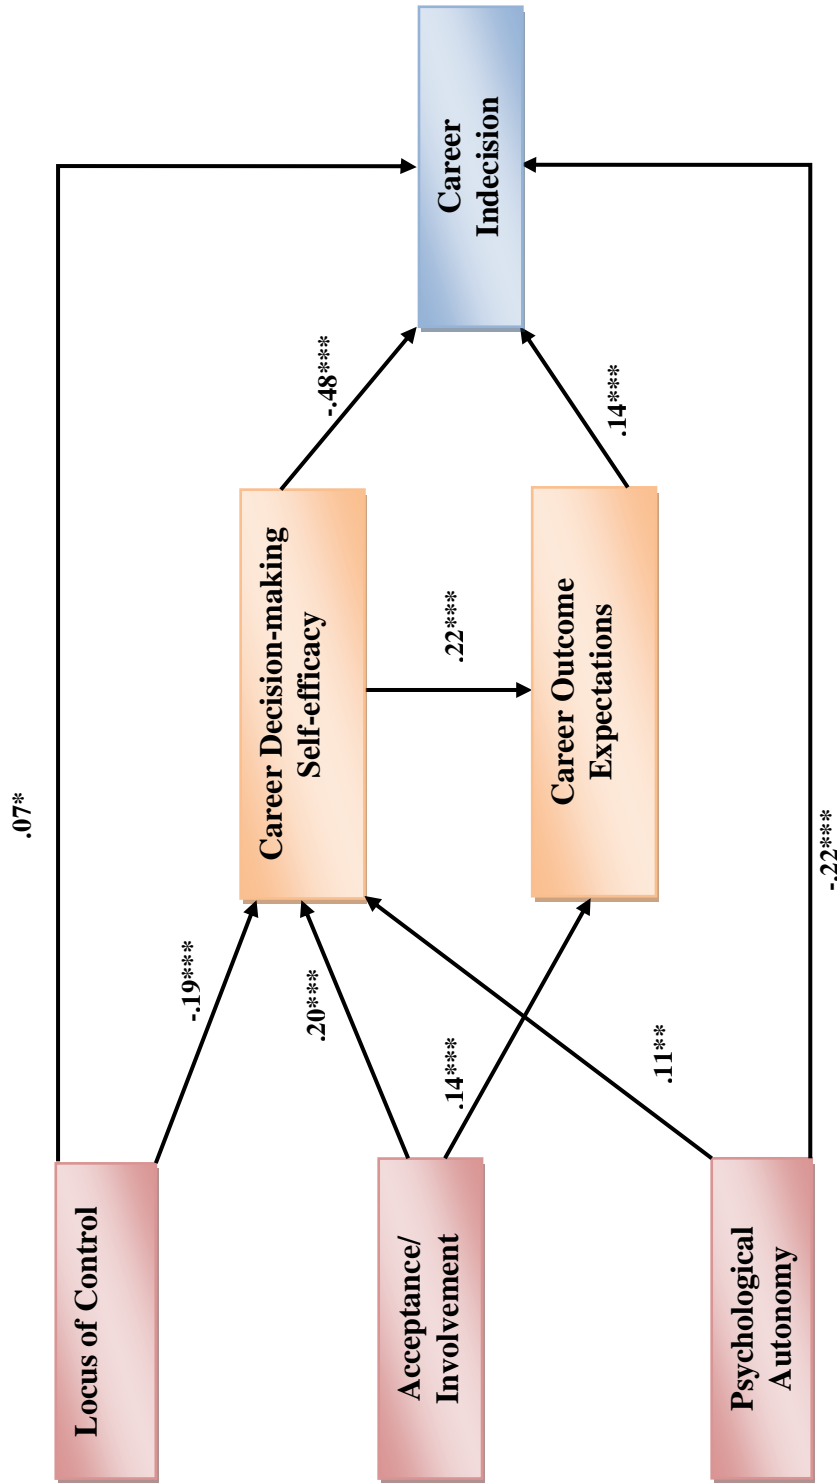 .07*
Locus of Control
-.19***
Career Decision-making
Self-efficacy
-.48***
.20***
Acceptance/
Involvement
.22***
Career
Indecision
.14***
Career Outcome
Expectations
.14***
.11**
Psychological
Autonomy
-.22***